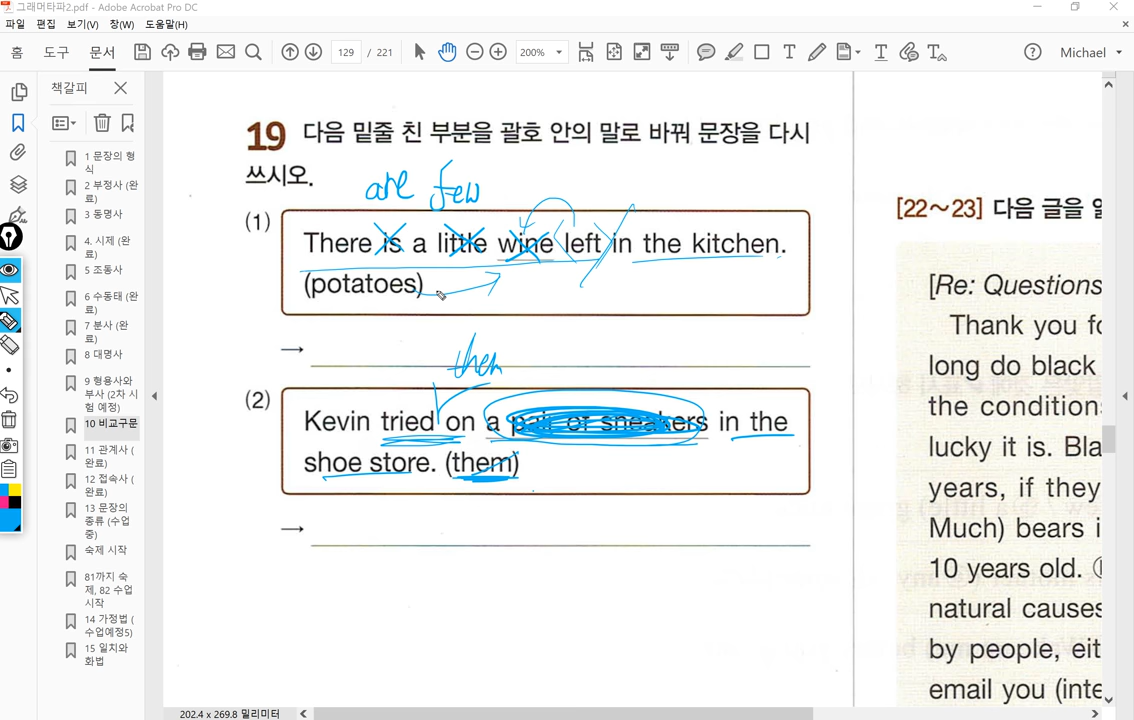 그래머타파2.pdf - Adobe Acrobat Pro DC
파일 편집 보기(V) 창(W) 도움말(H)
홈 도구 문서 129 / 221 200% Michael
책갈피
1 문장의 형
식
2 부정사 (완
료)
3 동명사
4. 시제 (완
료)
5 조동사
6 수동태 (완
료)
7 분사 (완
료)
8 대명사
9 형용사와
부사 (2차 시
험 예정)
10 비교구문
11 관계사 (
완료)
12 접속사 (
완료)
13 문장의
종류 (수업
중)
숙제 시작
81까지 숙
제, 82 수업
시작
14 가정법 (
수업예정5)
15 일치와
화법
19 다음 밑줄 친 부분을 괄호 안의 말로 바꿔 문장을 다시
쓰시오.
are few
(1) There is a little wine left in the kitchen.
(potatoes)
→
them
(2) Kevin tried on a pair of sneakers in the
shoe store. (them)
→
[22~23] 다음 글을
[Re: Questions
Thank you
long do black
the condition
lucky it is.
years, if they
Much) bears
10 years old.
natural causes
by people,
email you
202.4 x 269.8 밀리미터